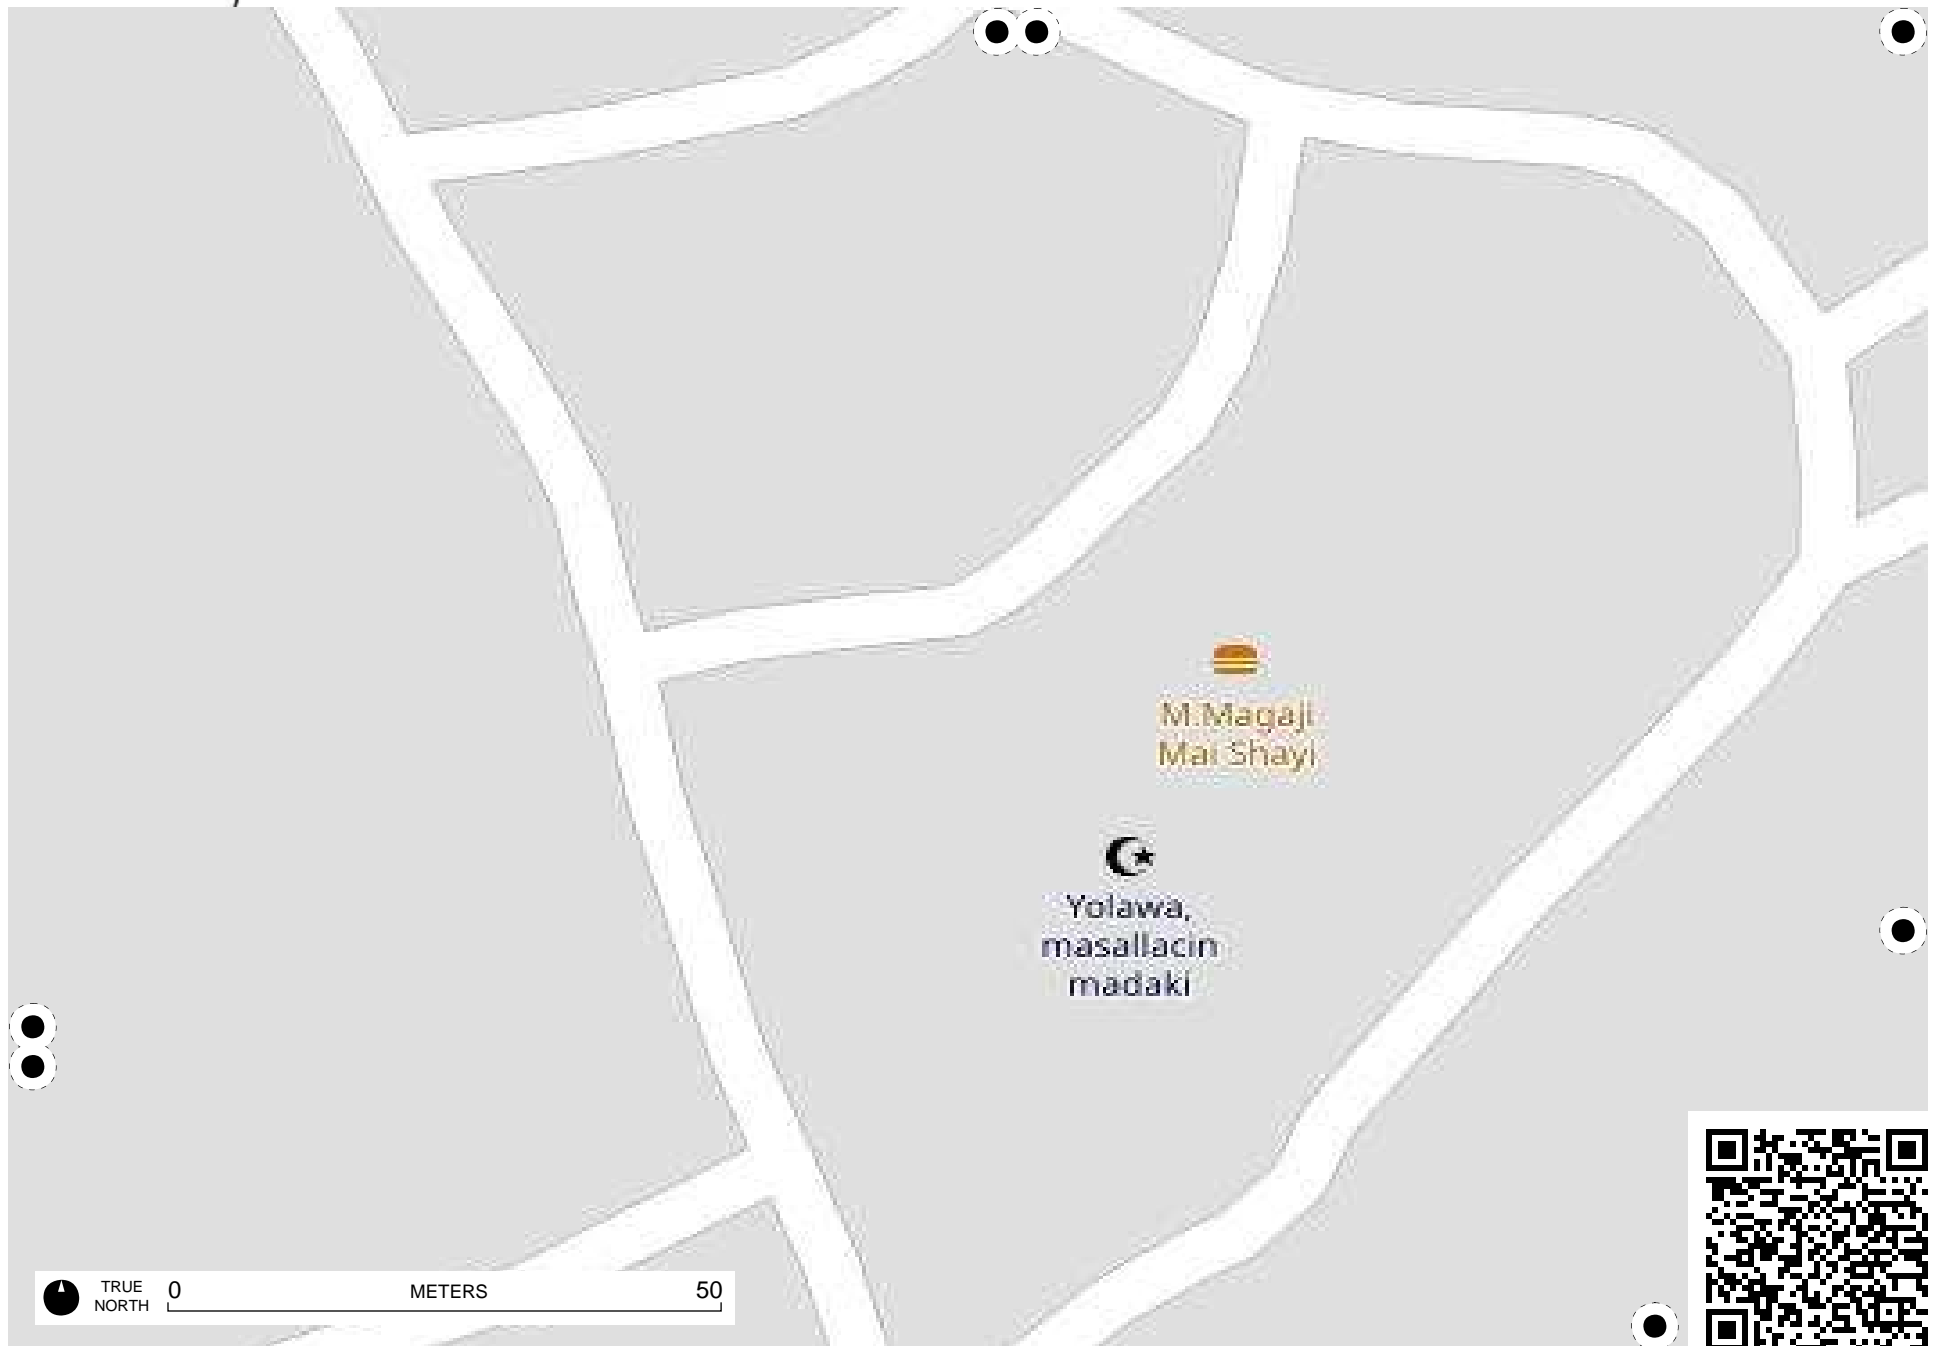 M.Magaji
Mai Shayi
Yolawa,
masallacin
madaki
TRUE
NORTH
0 METERS 50